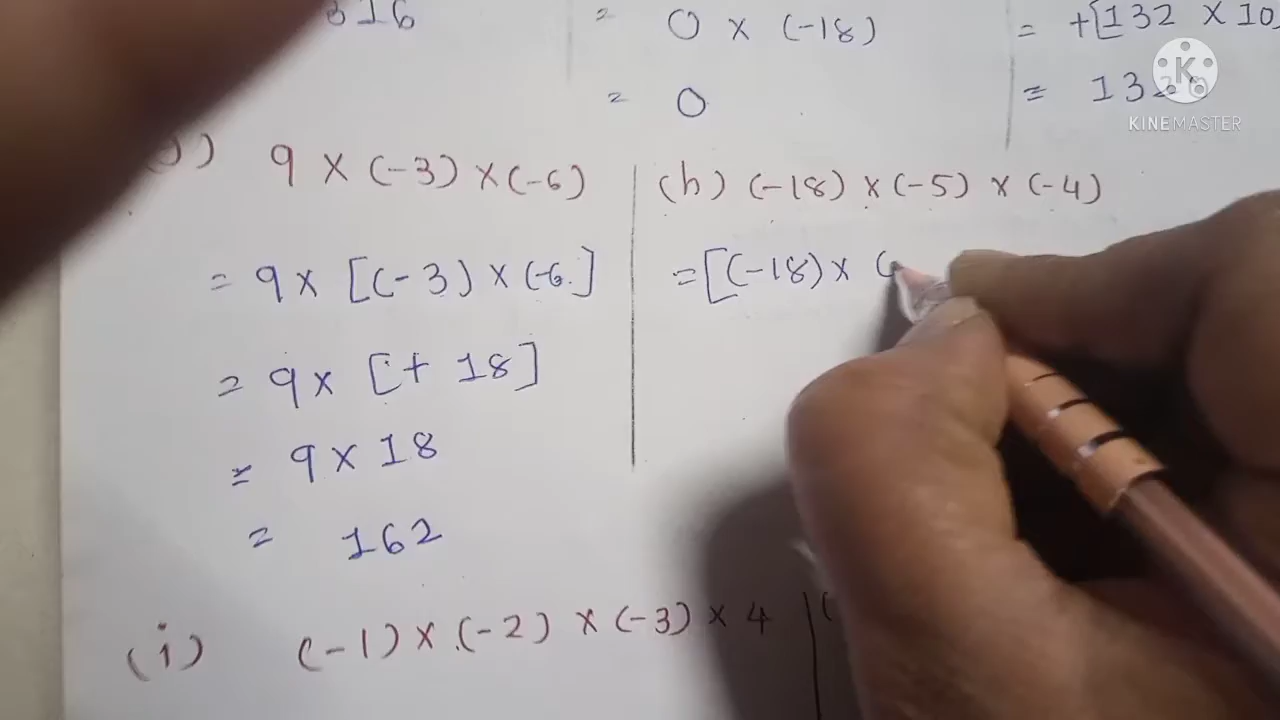 316
= 0 × (-18)
= 0
= +[132 × 10
=
KINEMASTER
9 × (-3) × (-6)
= 9 × [(-3) × (-6.]
= 9 × [+ 18]
= 9 × 18
= 162
(h) (-18) × (-5) × (-4)
= [(-18) × (
(i) (-1) × (-2) × (-3) × 4
(